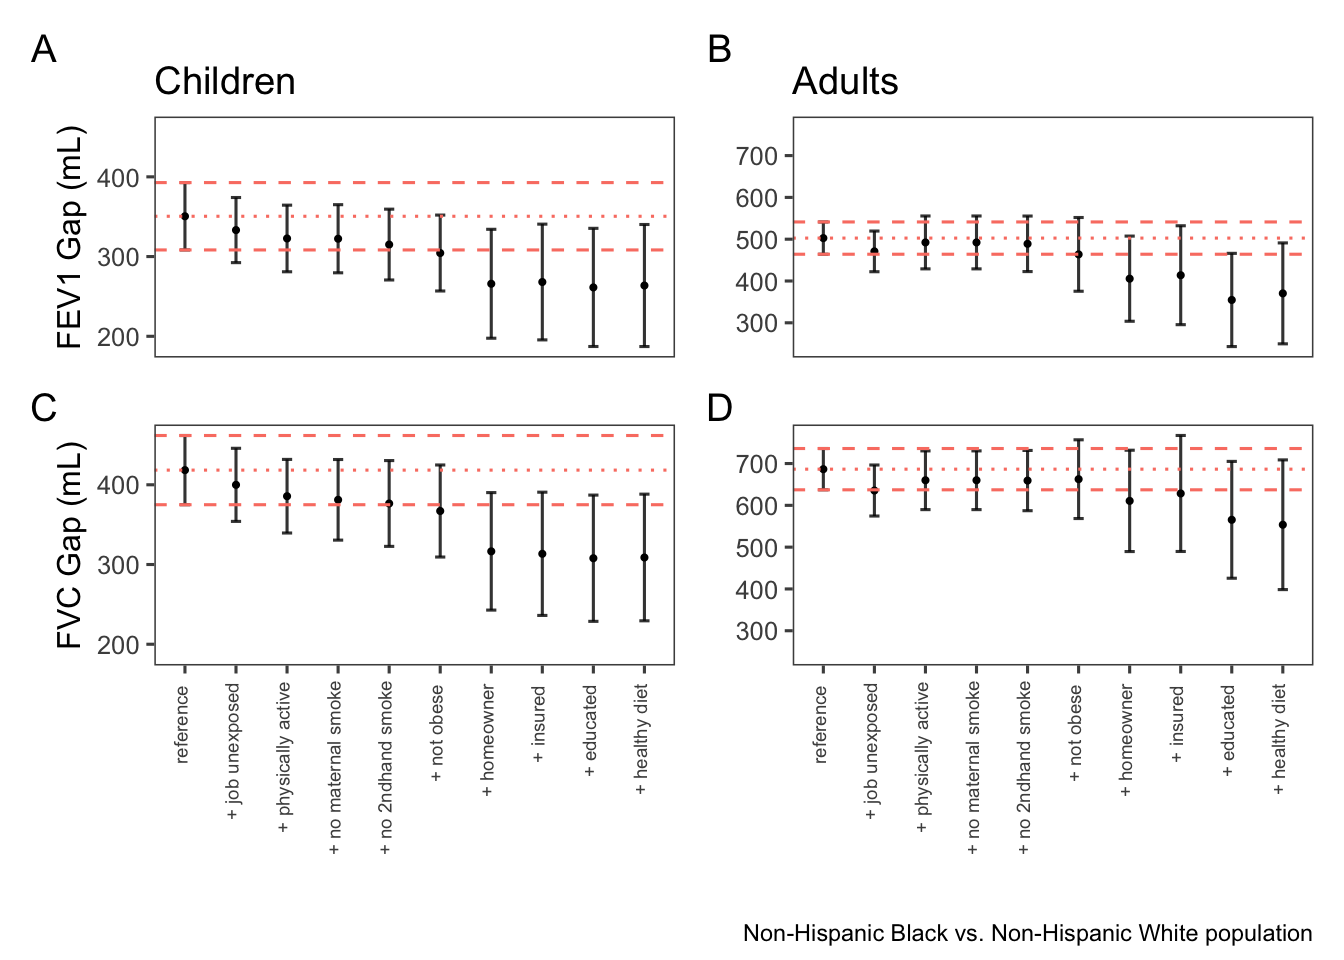 A
B
Children
Adults
FEV1 Gap (mL)
400
300
200
700
600
500
400
300
C
D
FVC Gap (mL)
400
300
200
700
600
500
400
300
reference
+ job unexposed
+ physically active
+ no maternal smoke
+ no 2ndhand smoke
+ not obese
+ homeowner
+ insured
+ educated
+ healthy diet
reference
+ job unexposed
+ physically active
+ no maternal smoke
+ no 2ndhand smoke
+ not obese
+ homeowner
+ insured
+ educated
+ healthy diet
Non-Hispanic Black vs. Non-Hispanic White population